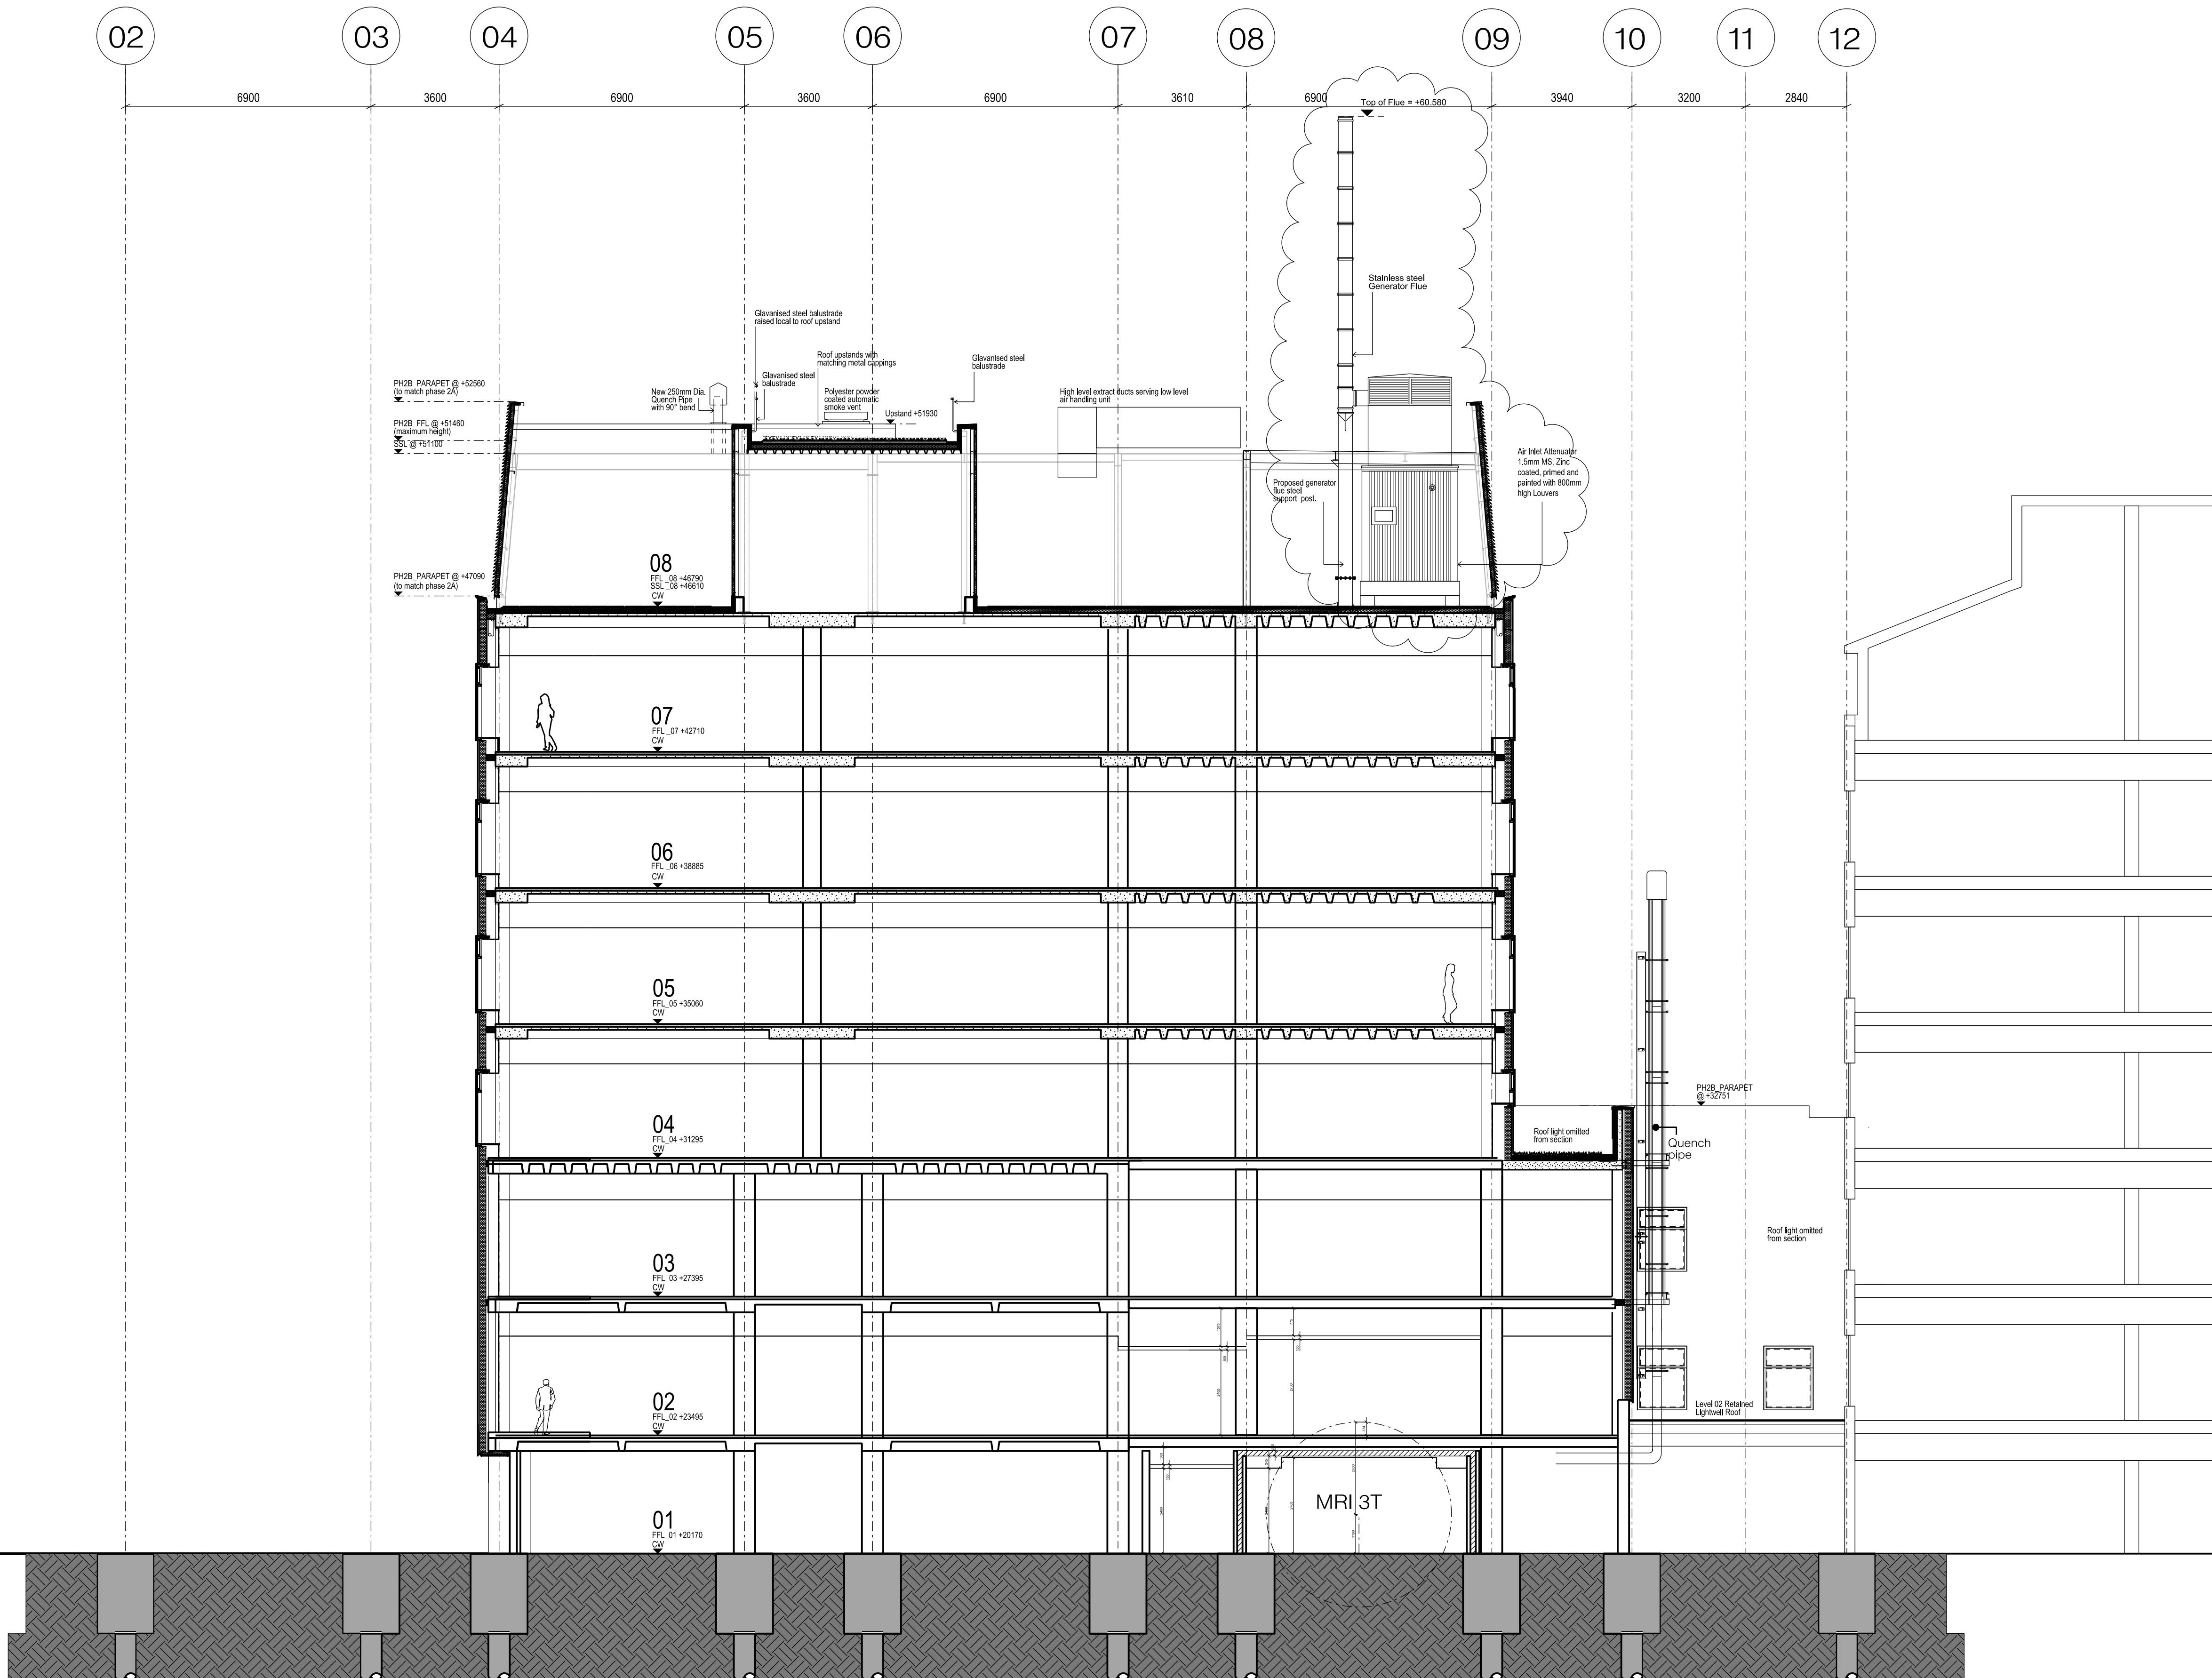 02
03
04
05
06
07
08
09
10
11
12
6900
3600
6900
3600
6900
3610
6900
3940
3200
2840
Top of Flue = +60.580
Stainless steel
Generator Flue
Glavanised steel balustrade
raised local to roof upstand
Roof upstands with
matching metal cappings
Glavanised steel
balustrade
Glavanised steel
balustrade
Polyester powder
coated automatic
smoke vent
Upstand +51930
New 250mm Dia.
Quench Pipe
with 90° bend
High level extract ducts serving low level
air handling unit
PH2B_PARAPET @ +52560
(to match phase 2A)
PH2B_FFL @ +51460
(maximum height)
SSL @ +51100
Air Inlet Attenuator
1.5mm MS, Zinc
coated, primed and
painted with 800mm
high Louvers
Proposed generator
flue steel
support post.
PH2B_PARAPET @ +47090
(to match phase 2A)
08
FFL _08 +46790
SSL _08 +46610
CW
07
FFL _07 +42710
CW
06
FFL _06 +38885
CW
05
FFL_05 +35060
CW
04
FFL_04 +31295
CW
PH2B_PARAPET
@ +32751
Roof light omitted
from section
Quench
pipe
Roof light omitted
from section
03
FFL_03 +27395
CW
02
FFL_02 +23495
CW
Level 02 Retained
Lightwell Roof
MRI 3T
01
FFL_01 +20170
CW